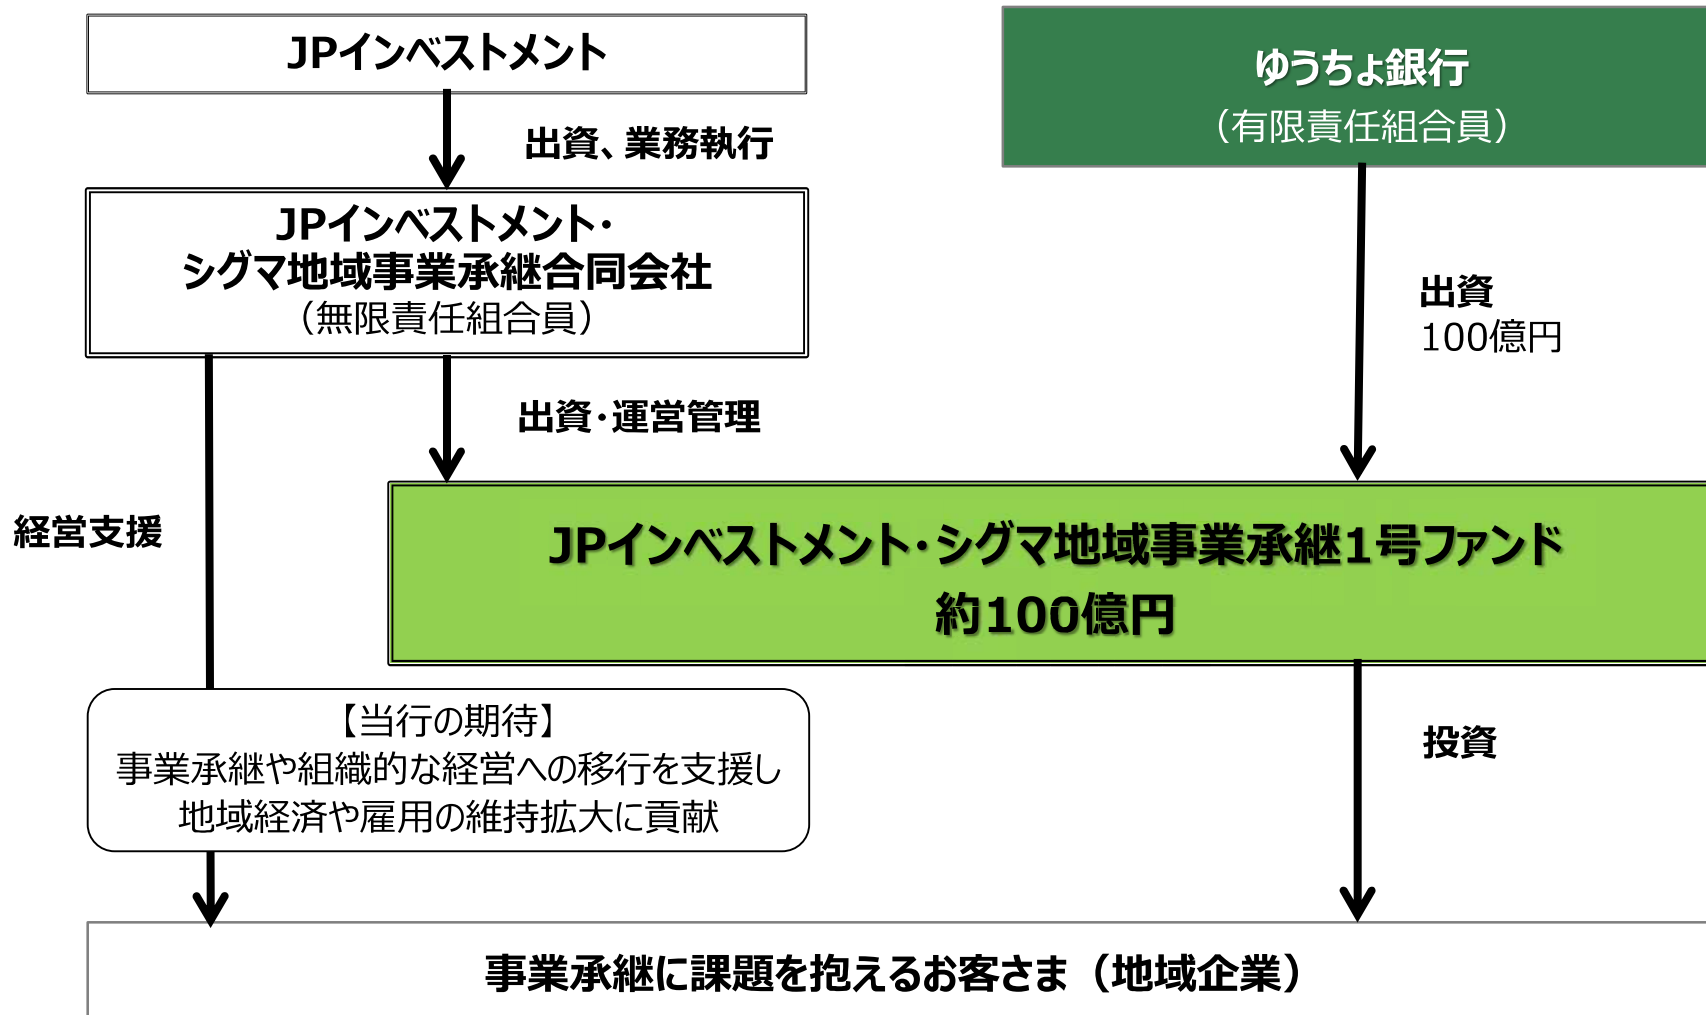 JPインベストメント
ゆうちょ銀行
（有限責任組合員）
出資、業務執行
JPインベストメント・
シグマ地域事業承継合同会社
（無限責任組合員）
出資
100億円
出資・運営管理
経営支援
JPインベストメント・シグマ地域事業承継1号ファンド
約100億円
【当行の期待】
事業承継や組織的な経営への移行を支援し
地域経済や雇用の維持拡大に貢献
投資
事業承継に課題を抱えるお客さま（地域企業）